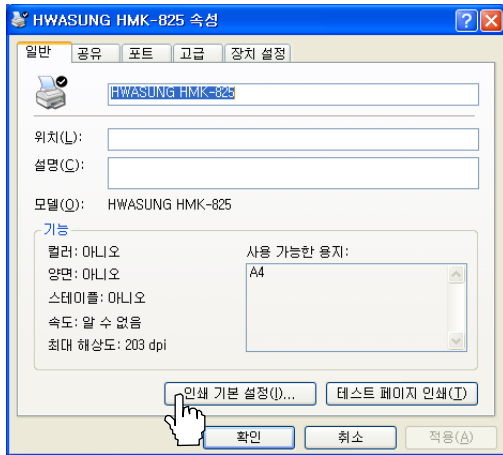 HWASUNG HMK-825 속성
일반 공유 포트 고급 장치 설정
HWASUNG HMK-825
위치(L):
설명(C):
모델(O): HWASUNG HMK-825
기능
컬러: 아니오 사용 가능한 용지:
양면: 아니오 A4
스테이플: 아니오
속도: 알 수 없음
최대 해상도: 203 dpi
인쇄 기본 설정(I)... 테스트 페이지 인쇄(T)
확인 취소 적용(A)